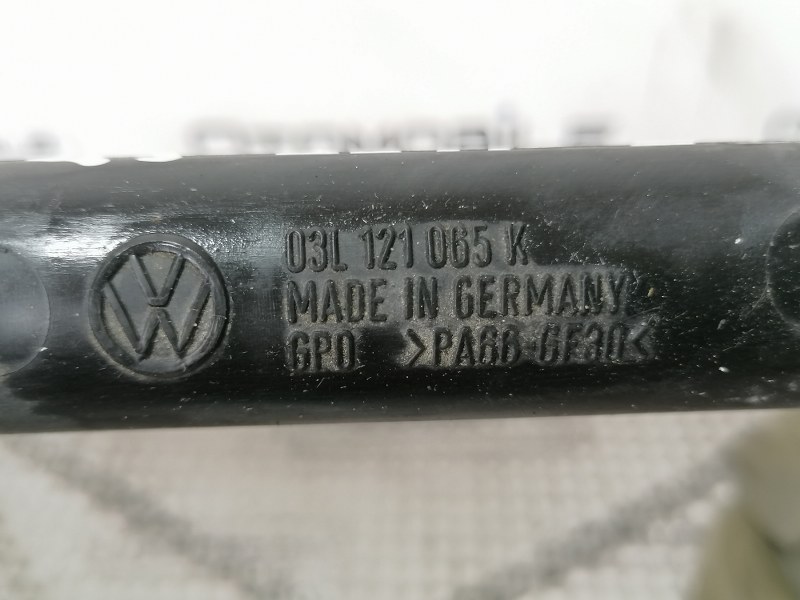 03L 121 065 K
MADE IN GERMANY
GPO >PA66-GF30<